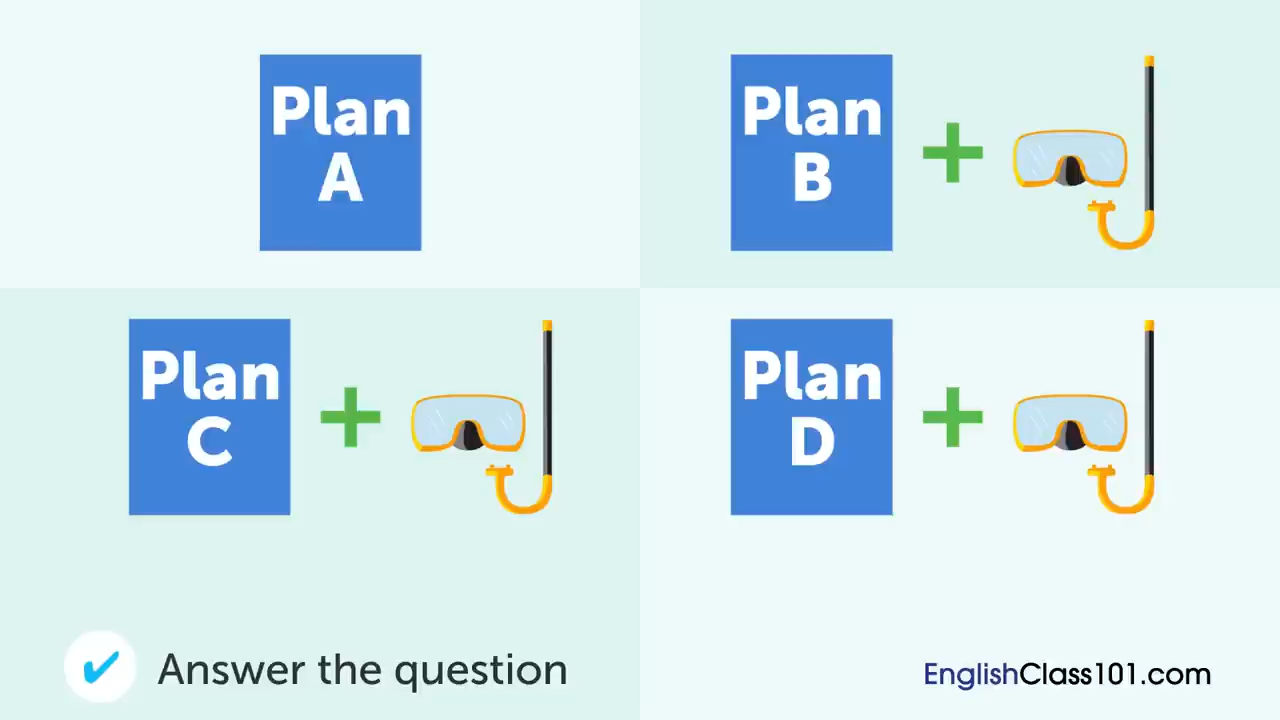 Plan
A
Plan
B
Plan
C
Plan
D
Answer the question
EnglishClass101.com